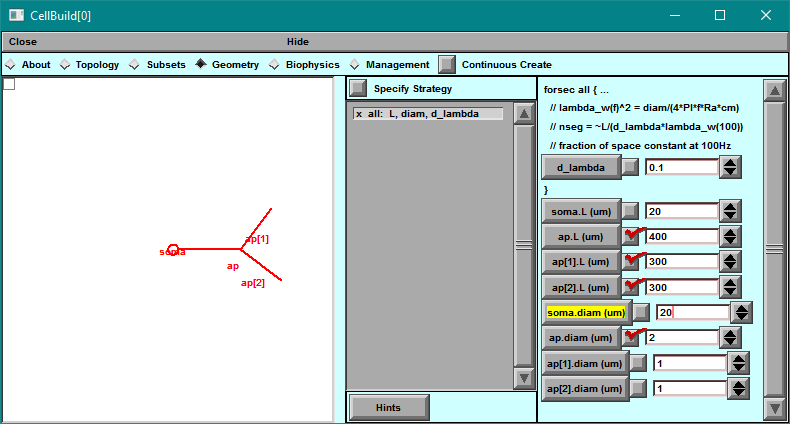 CellBuild[0]
Close Hide
About Topology Subsets Geometry Biophysics Management Continuous Create
soma
ap[1]
ap
ap[2]
Specify Strategy
x all: L, diam, d_lambda
Hints
forsec all { ...
// lambda_w(f)^2 = diam/(4*PI*f*Ra*cm)
// nseg = ~L/(d_lambda*lambda_w(100))
// fraction of space constant at 100Hz
d_lambda 0.1
}
soma.L (um) 20
ap.L (um) 400
ap[1].L (um) 300
ap[2].L (um) 300
soma.diam (um) 20
ap.diam (um) 2
ap[1].diam (um) 1
ap[2].diam (um) 1